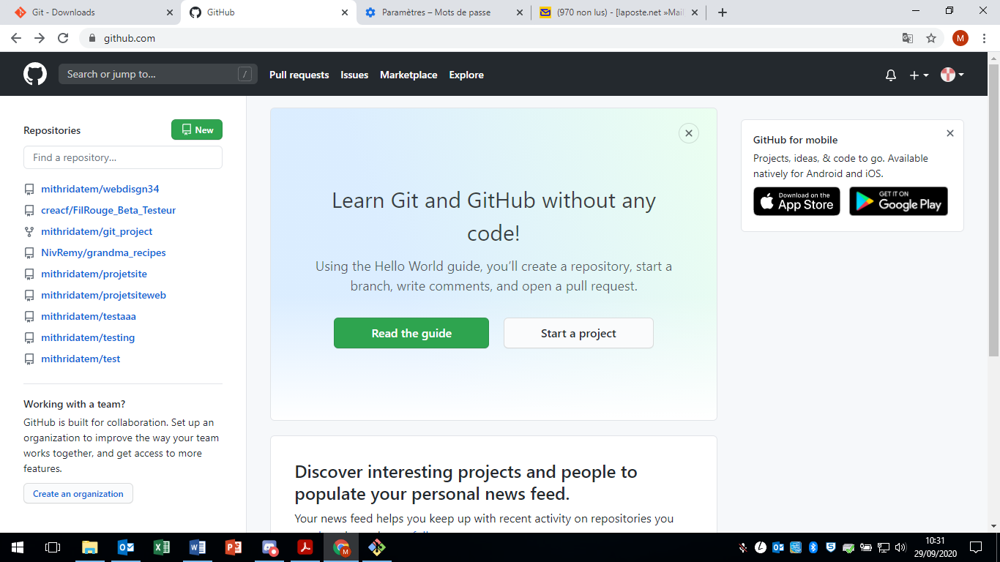 Git - Downloads
GitHub
Paramètres – Mots de passe
(970 non lus) - [laposte.net »Mail
github.com
M
Search or jump to...
/
Pull requests
Issues
Marketplace
Explore
Repositories
New
Find a repository...
mithridatem/webdisgn34
creacf/FilRouge_Beta_Testeur
mithridatem/git_project
NivRemy/grandma_recipes
mithridatem/projetsite
mithridatem/projetsiteweb
mithridatem/testaaa
mithridatem/testing
mithridatem/test
Working with a team?
GitHub is built for collaboration. Set up an
organization to improve the way your team
works together, and get access to more
features.
Create an organization
Learn Git and GitHub without any
code!
Using the Hello World guide, you’ll create a repository, start a
branch, write comments, and open a pull request.
Read the guide
Start a project
Discover interesting projects and people to
populate your personal news feed.
Your news feed helps you keep up with recent activity on repositories you
GitHub for mobile
Projects, ideas, & code to go. Available
natively for Android and iOS.
Download on the
App Store
GET IT ON
Google Play
10:31
29/09/2020